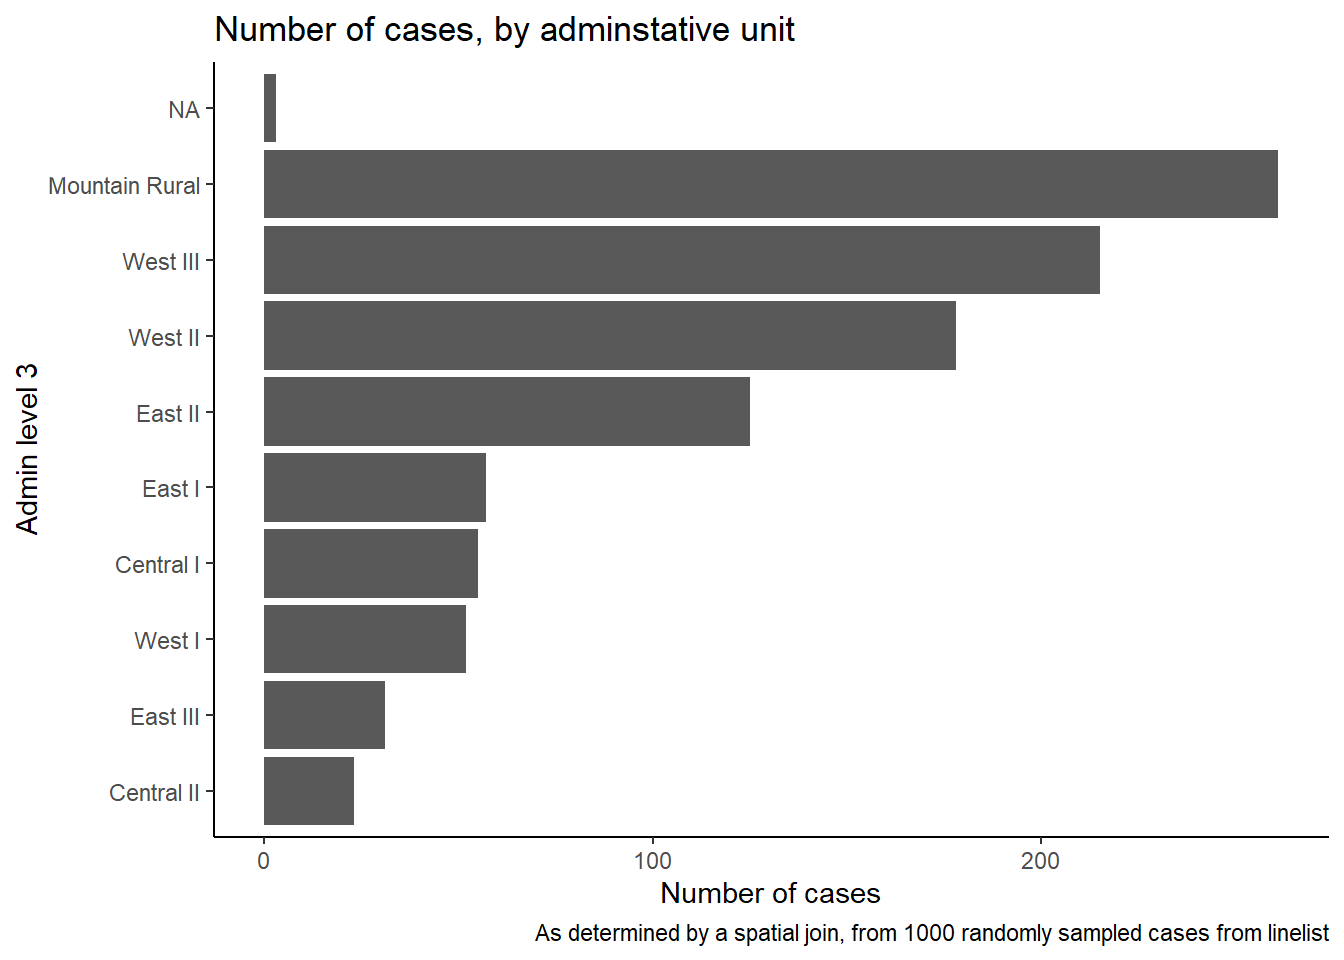 Number of cases, by adminstative unit
NA
Mountain Rural
West III
West II
East II
East I
Central I
West I
East III
Central II
Admin level 3
0 100 200
Number of cases
As determined by a spatial join, from 1000 randomly sampled cases from linelist